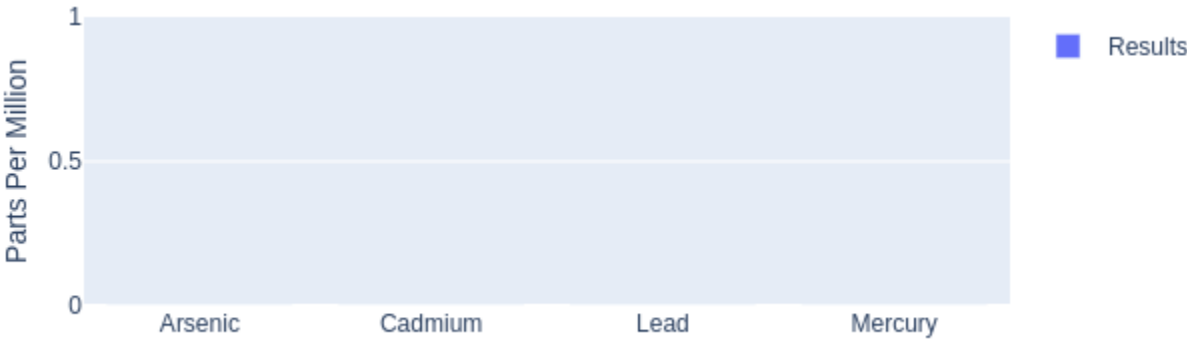 Parts Per Million
1
0.5
0
Arsenic
Cadmium
Lead
Mercury
Results